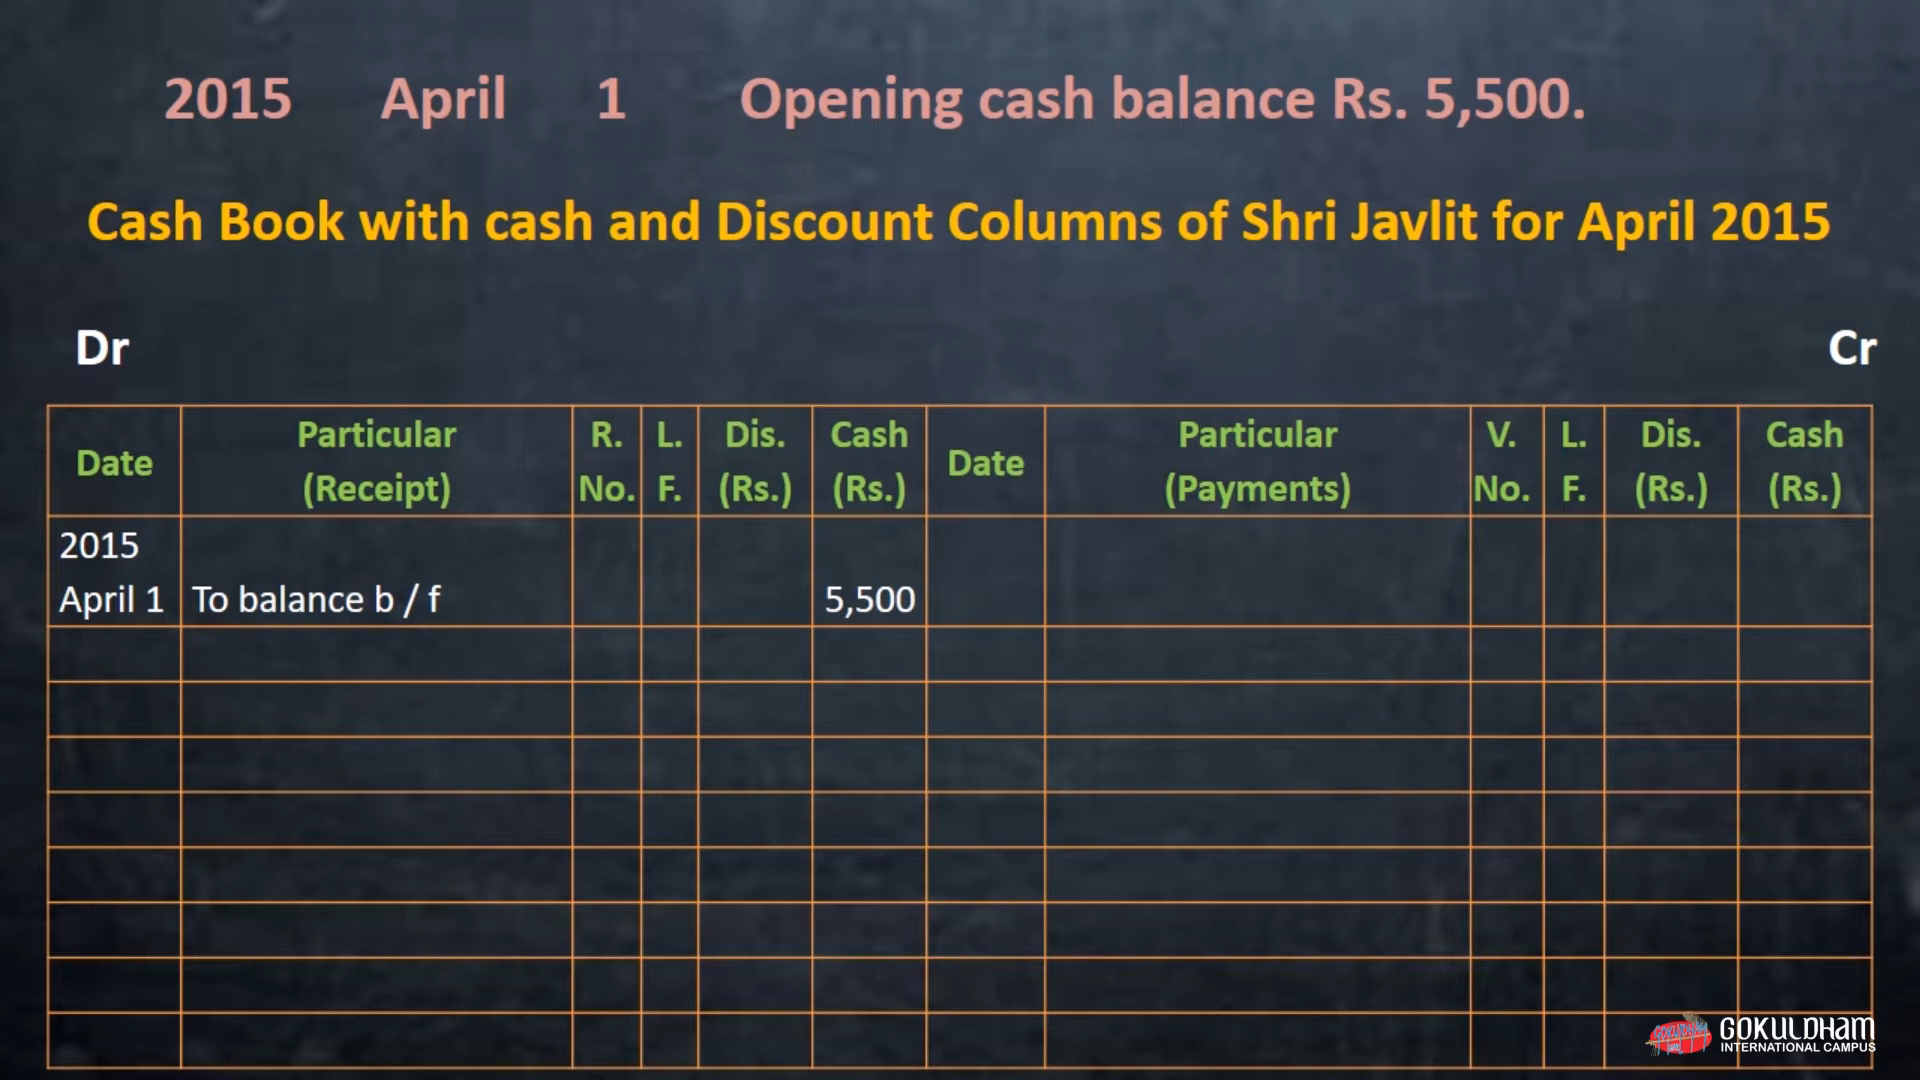 2015 April 1 Opening cash balance Rs. 5,500.
Cash Book with cash and Discount Columns of Shri Javlit for April 2015
Dr Cr
Date Particular (Receipt) R. No. L. F. Dis. (Rs.) Cash (Rs.) Date Particular (Payments) V. No. L. F. Dis. (Rs.) Cash (Rs.)
2015
April 1 To balance b / f 5,500
GOKULDHAM
INTERNATIONAL CAMPUS